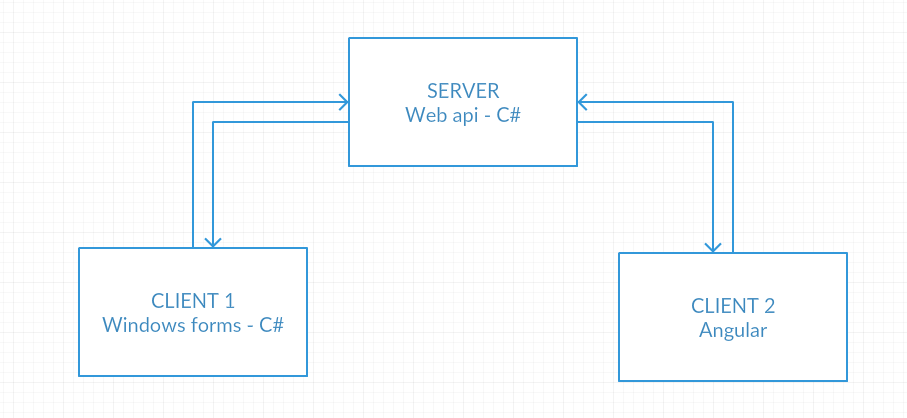 SERVER
Web api - C#
CLIENT 1
Windows forms - C#
CLIENT 2
Angular